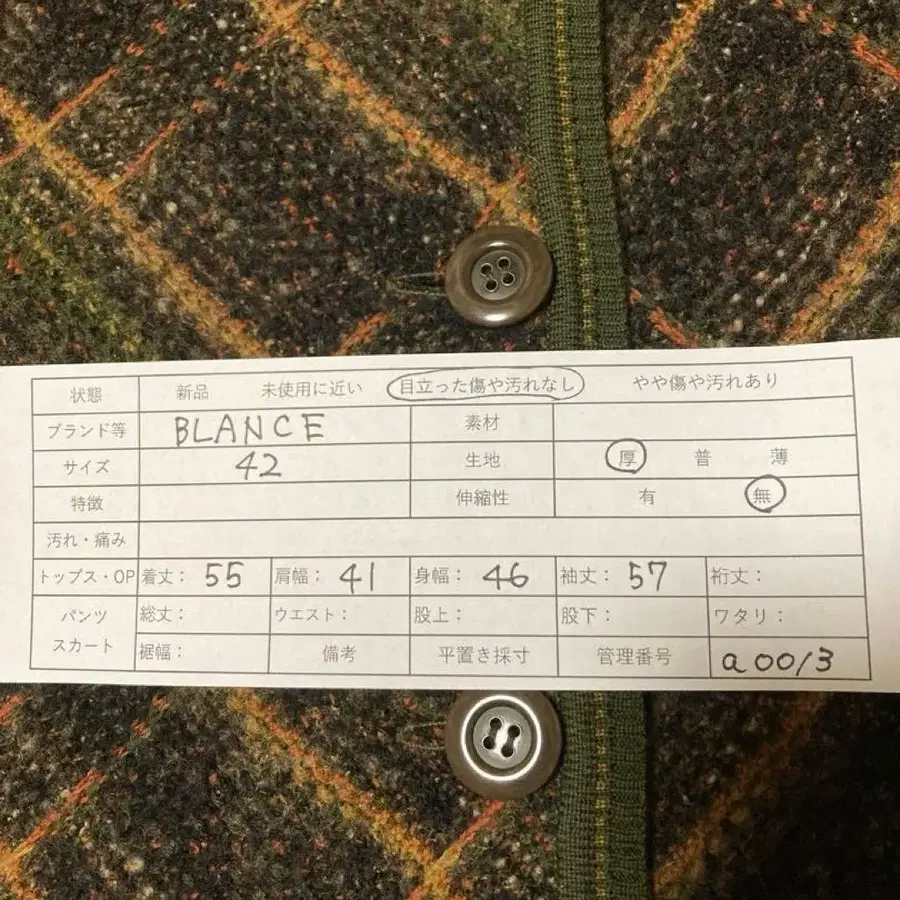 状態 新品 未使用に近い 目立った傷や汚れなし やや傷や汚れあり
ブランド等 BLANCE 素材
サイズ 42 生地 厚 普 薄
特徴 伸縮性 有 無
汚れ・痛み
トップス・OP 着丈： 55 肩幅： 41 身幅： 46 袖丈： 57 裄丈：
パンツ スカート 総丈： ウエスト： 股上： 股下： ワタリ：
裾幅： 備考 平置き採寸 管理番号 a0013